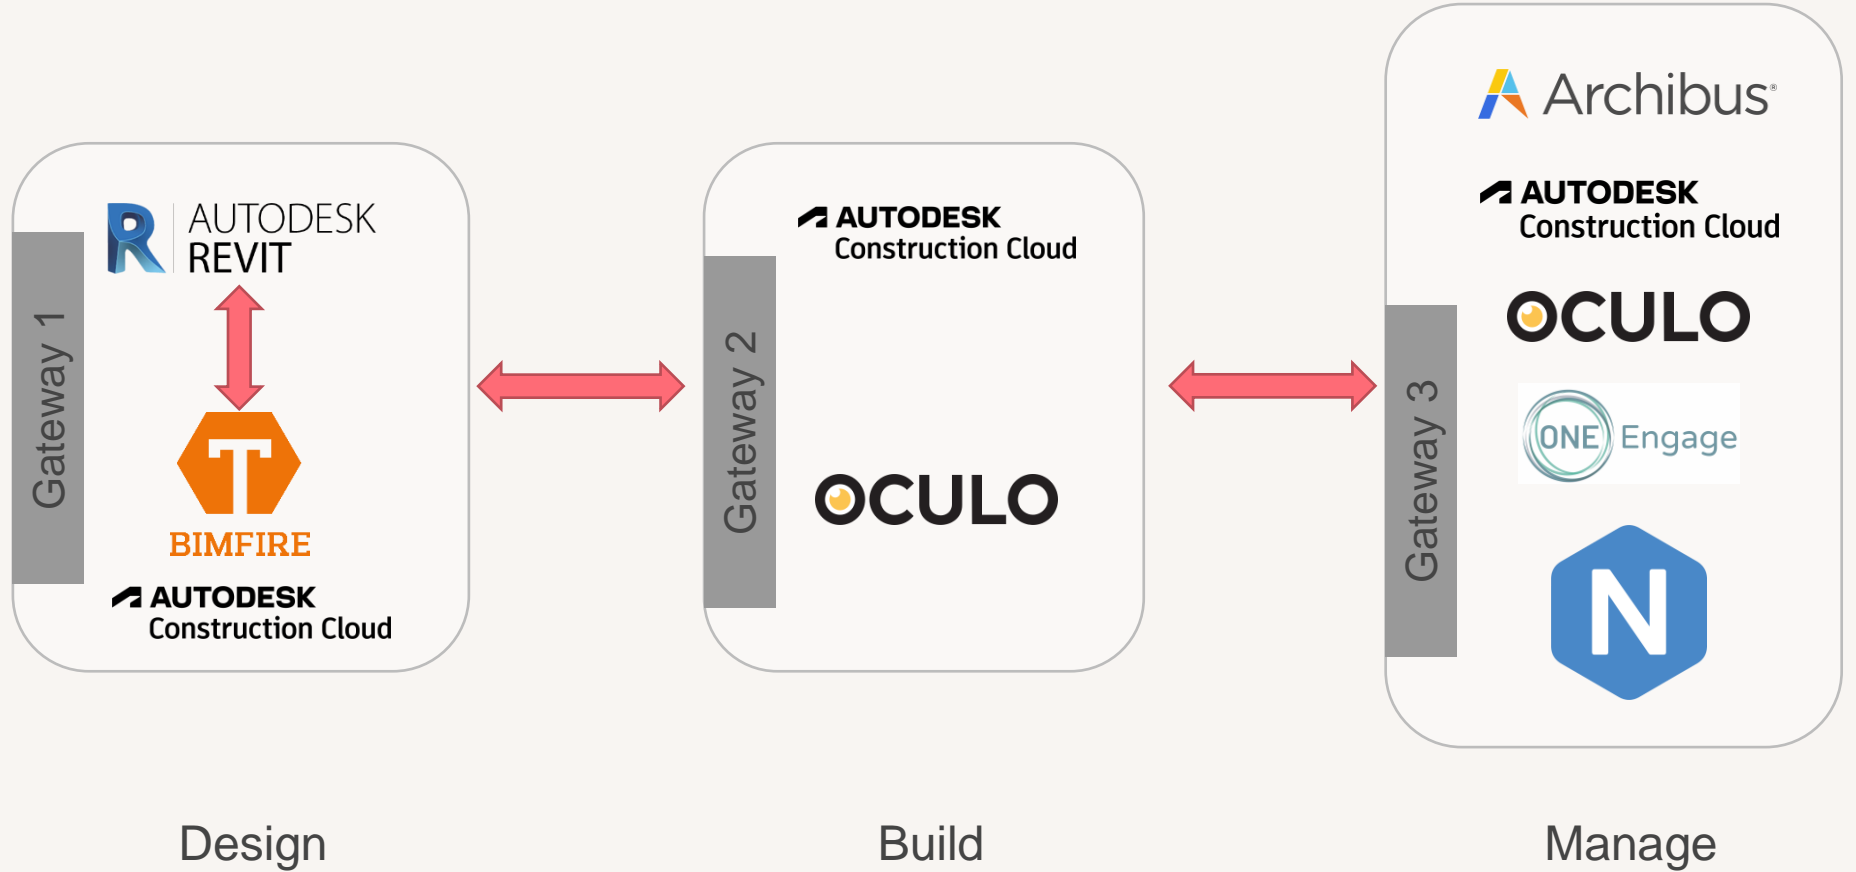 Gateway 1
R
AUTODESK
REVIT
T
BIMFIRE
AUTODESK
Construction Cloud
Design
Gateway 2
AUTODESK
Construction Cloud
OCULO
Build
Gateway 3
Archibus®
AUTODESK
Construction Cloud
OCULO
ONE Engage
N
Manage